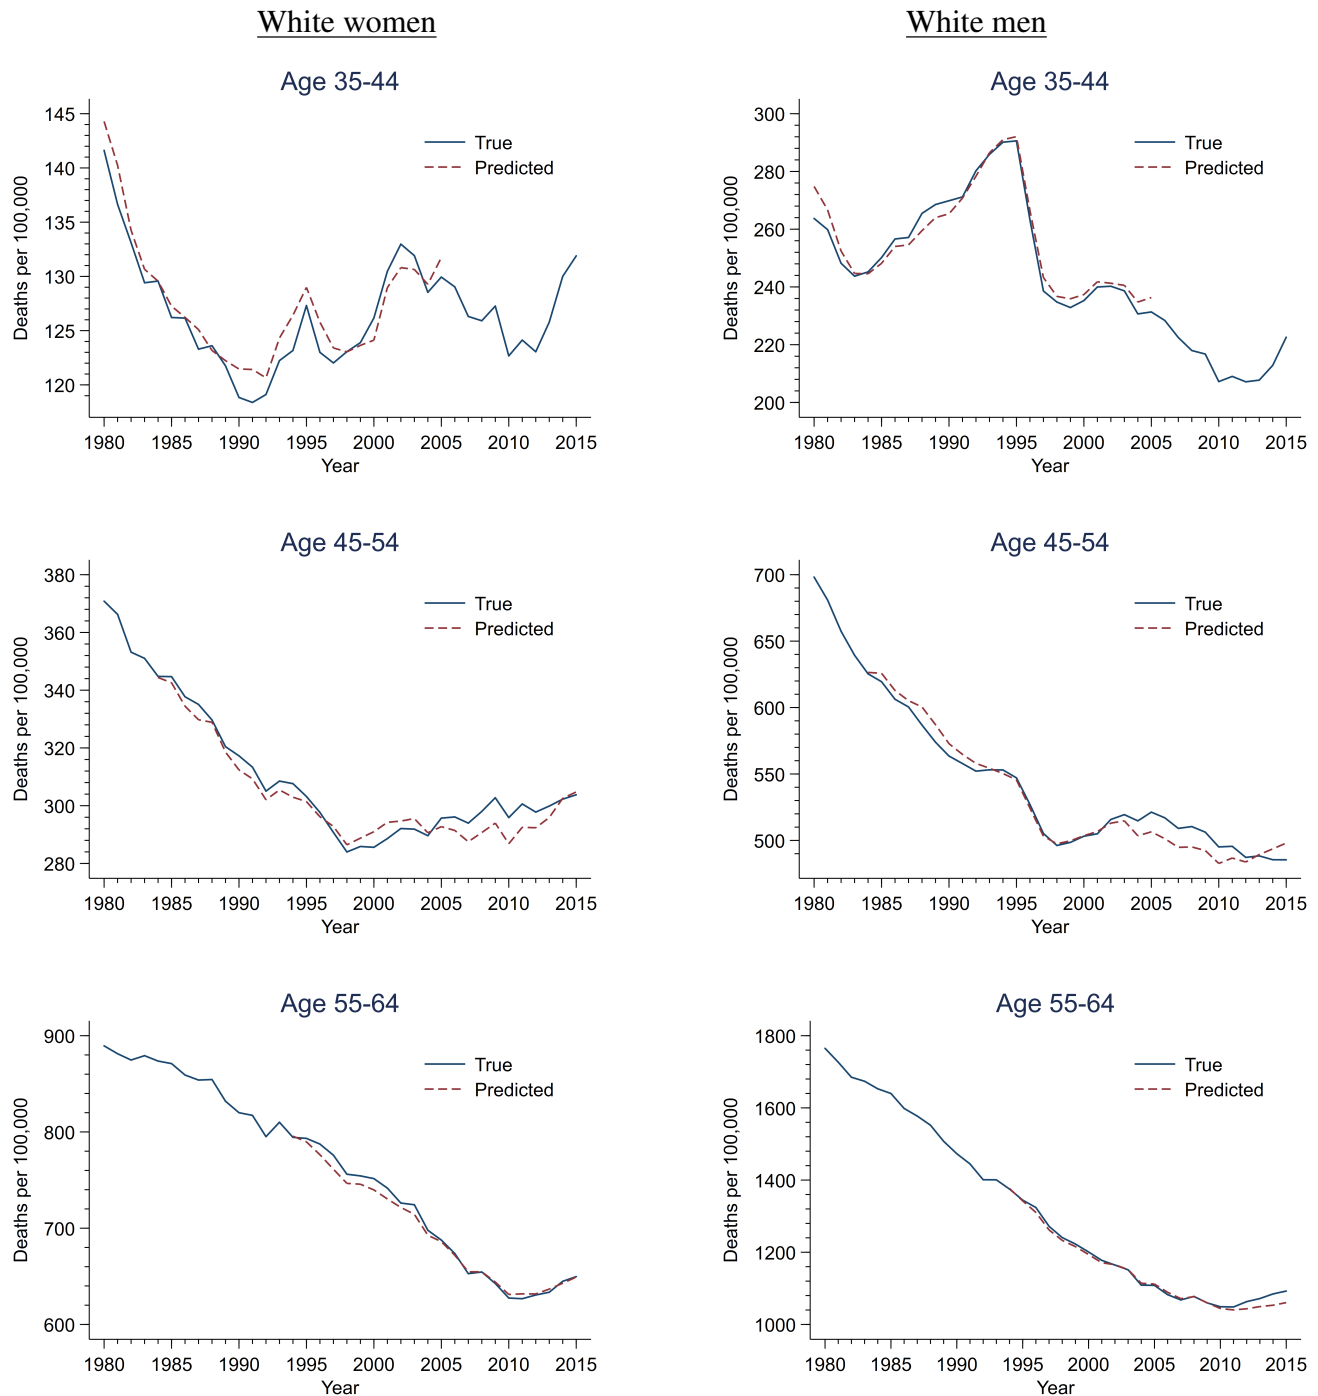 White women
White men
Age 35-44
Deaths per 100,000
145
140
135
130
125
120
True
Predicted
1980 1985 1990 1995 2000 2005 2010 2015
Year
Age 35-44
Deaths per 100,000
300
280
260
240
220
200
True
Predicted
1980 1985 1990 1995 2000 2005 2010 2015
Year
Age 45-54
Deaths per 100,000
380
360
340
320
300
280
True
Predicted
1980 1985 1990 1995 2000 2005 2010 2015
Year
Age 45-54
Deaths per 100,000
700
650
600
550
500
True
Predicted
1980 1985 1990 1995 2000 2005 2010 2015
Year
Age 55-64
Deaths per 100,000
900
800
700
600
True
Predicted
1980 1985 1990 1995 2000 2005 2010 2015
Year
Age 55-64
Deaths per 100,000
1800
1600
1400
1200
1000
True
Predicted
1980 1985 1990 1995 2000 2005 2010 2015
Year